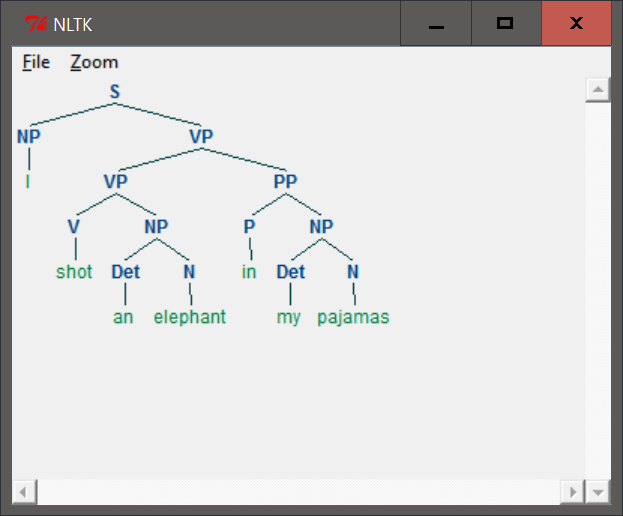 NLTK
File Zoom
S
NP VP
I VP PP
V NP P NP
shot Det N in Det N
an elephant my pajamas